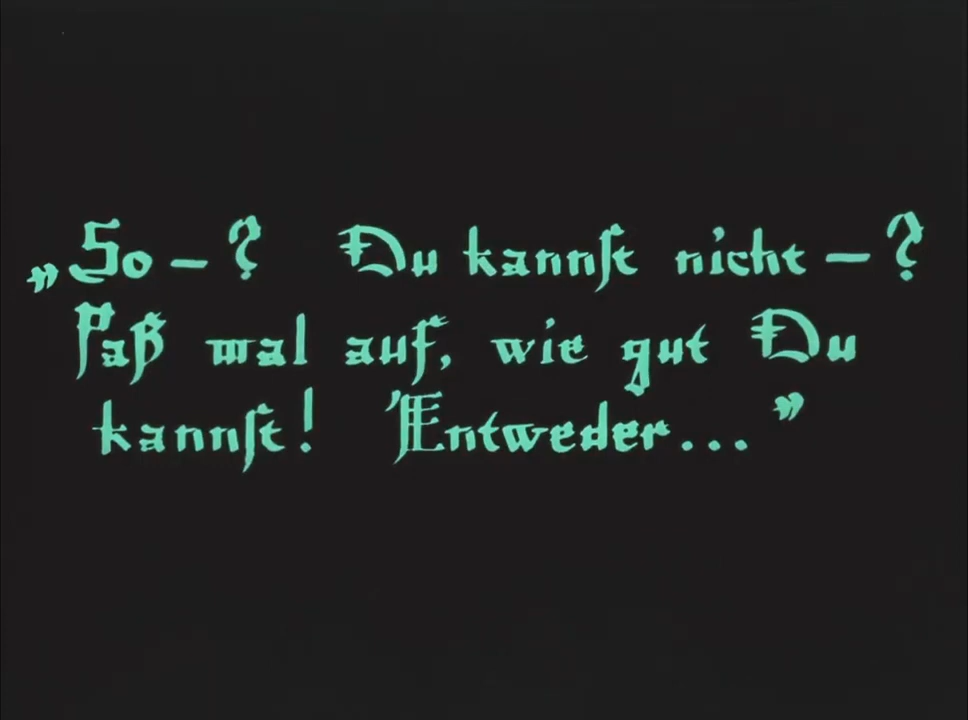 „So – ? Du kannſt nicht – ?
Paß mal auf, wie gut Du
kannſt! Entweder... ”